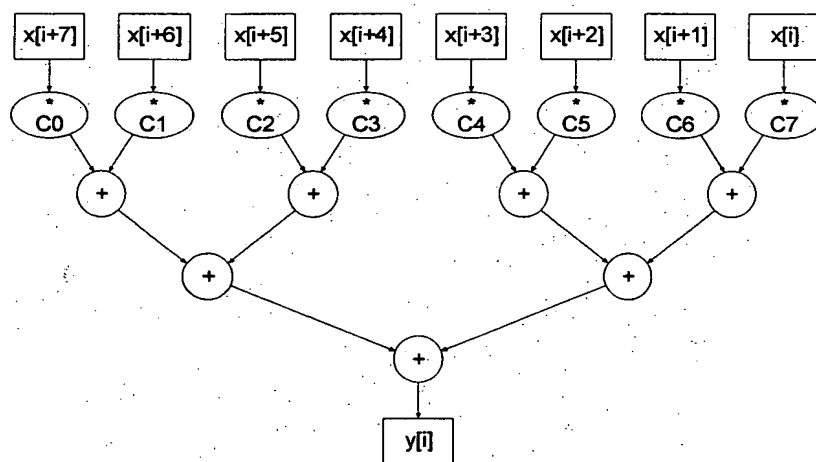 x[i+7] x[i+6] x[i+5] x[i+4] x[i+3] x[i+2] x[i+1] x[i]
* * * * * * * *
C0 C1 C2 C3 C4 C5 C6 C7
+ + + +
+ +
+
y[i]